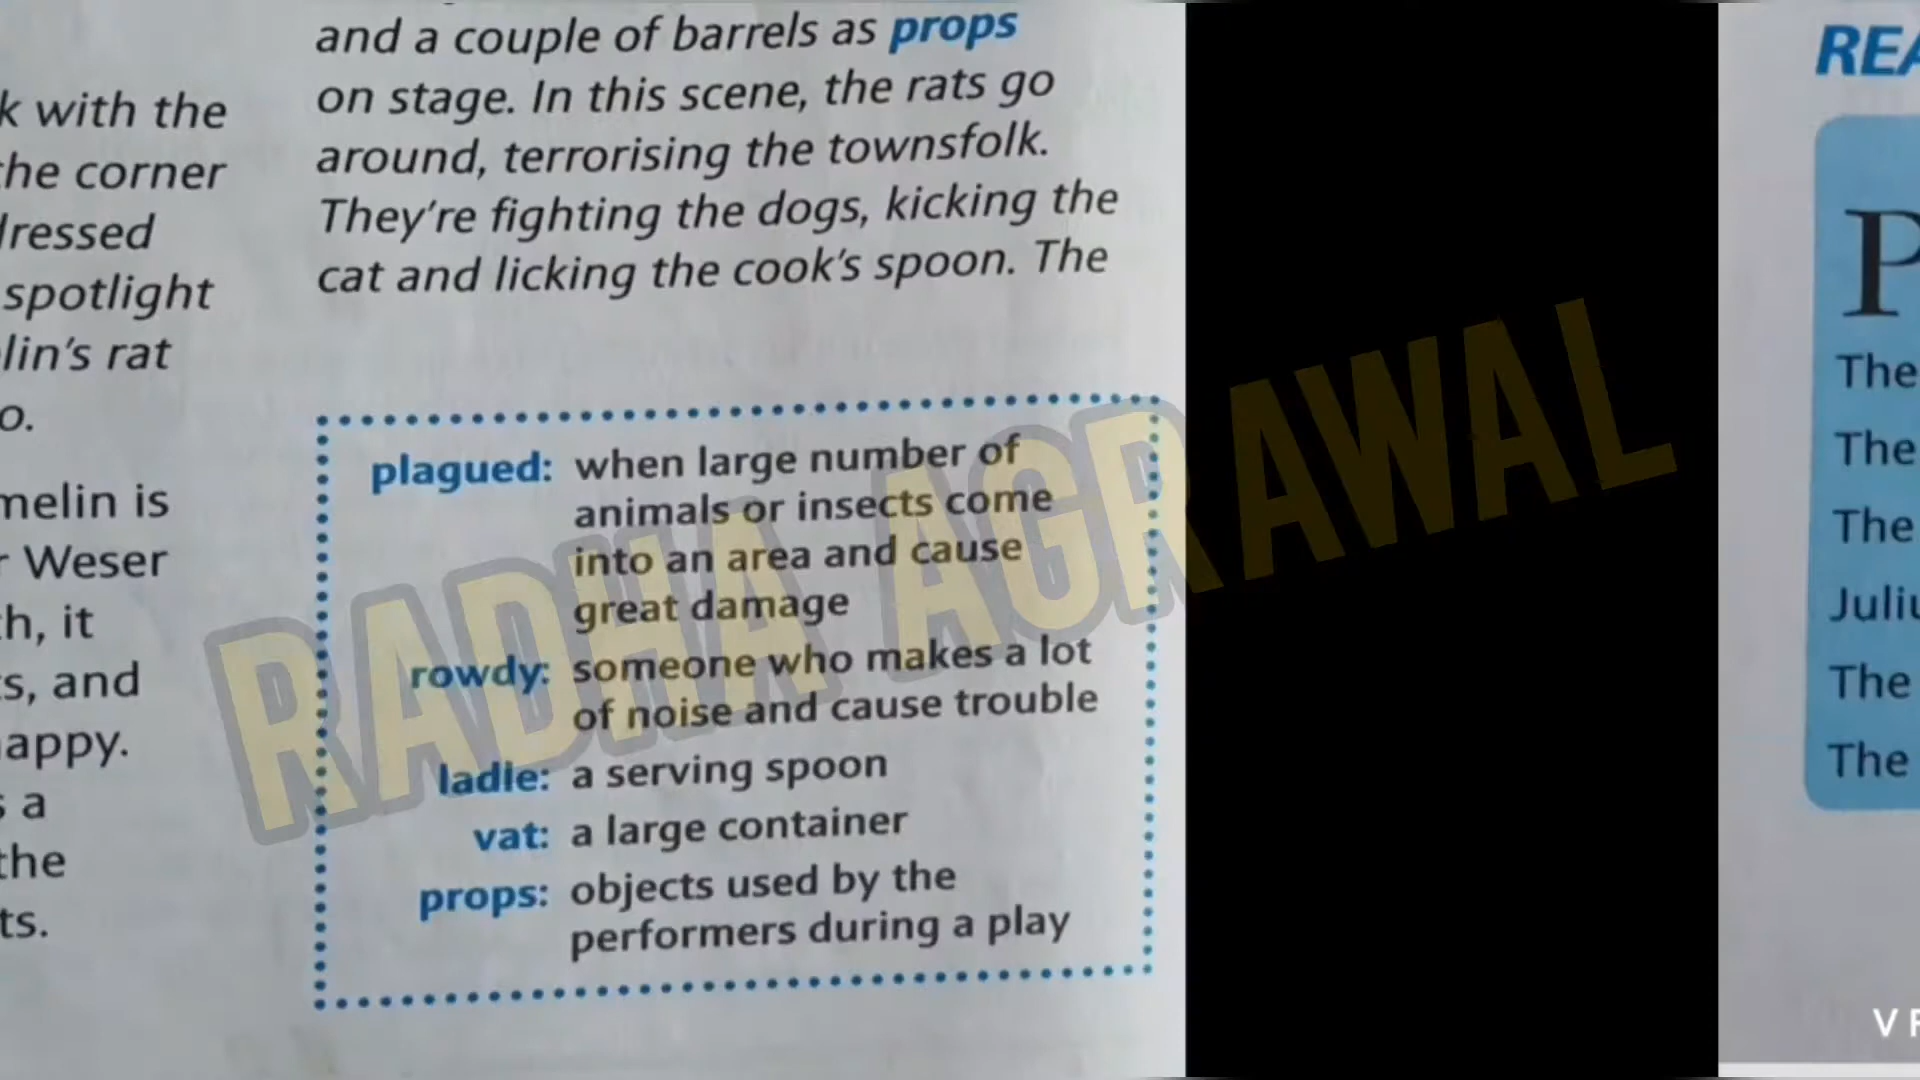 k with the
the corner
dressed
spotlight
lin's rat
o.
melin is
r Weser
h, it
s, and
happy.
s a
the
ts.
and a couple of barrels as props
on stage. In this scene, the rats go
around, terrorising the townsfolk.
They're fighting the dogs, kicking the
cat and licking the cook's spoon. The
plagued: when large number of
animals or insects come
into an area and cause
great damage
rowdy: someone who makes a lot
of noise and cause trouble
ladle: a serving spoon
vat: a large container
props: objects used by the
performers during a play
RADHA AGRAWAL
REA
P
The
The
The
Juliu
The
The
V F